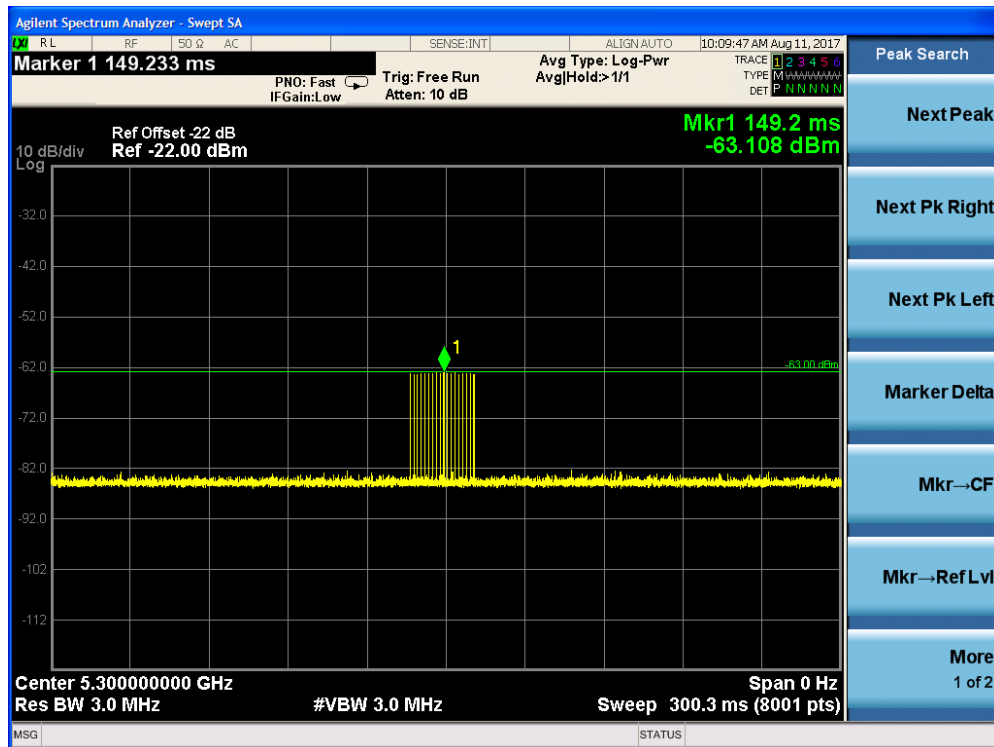 Agilent Spectrum Analyzer - Swept SA
LXI RL RF 50 Ω AC SENSE:INT ALIGN AUTO 10:09:47 AM Aug 11, 2017
Marker 1 149.233 ms
PNO: Fast
IFGain:Low
Trig: Free Run
Atten: 10 dB
Avg Type: Log-Pwr
Avg|Hold:>1/1
TRACE 1 2 3 4 5 6
TYPE M
DET P N N N N N
Mkr1 149.2 ms
-63.108 dBm
Ref Offset -22 dB
Ref -22.00 dBm
10 dB/div
Log
-32.0
-42.0
-52.0
1
-62.0
-63.00 dBm
-72.0
-82.0
-92.0
-102
-112
Center 5.300000000 GHz
Span 0 Hz
Res BW 3.0 MHz
#VBW 3.0 MHz
Sweep 300.3 ms (8001 pts)
MSG
STATUS
Peak Search
Next Peak
Next Pk Right
Next Pk Left
Marker Delta
Mkr→CF
Mkr→Ref Lvl
More
1 of 2